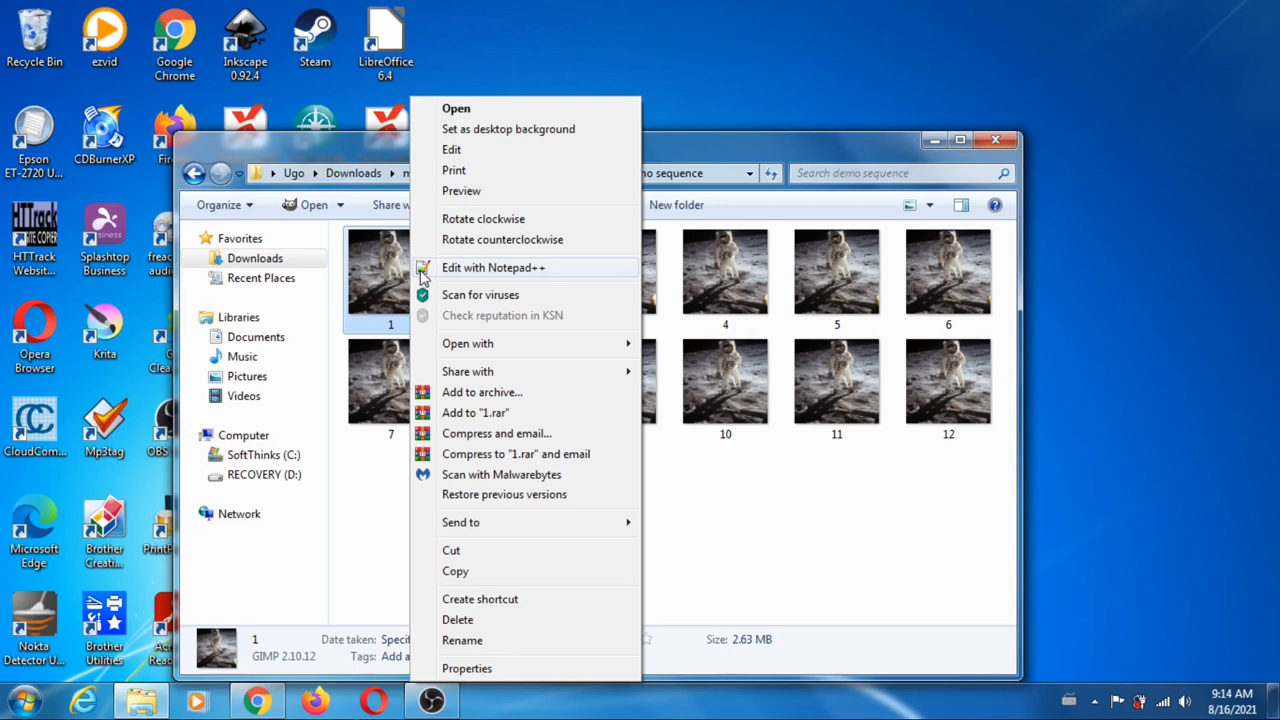 Recycle Bin
ezvid
Google Chrome
Inkscape 0.92.4
Steam
LibreOffice 6.4
Epson ET-2720 U...
CDBurnerXP
HTTrack Websit...
Splashtop Business
Opera Browser
Krita
CloudCom...
Mp3tag
OBS
Microsoft Edge
Brother Creati...
Nokta Detector U...
Brother Utilities
Ugo
Downloads
sequence
Search demo sequence
Organize
Open
New folder
Favorites
Downloads
Recent Places
Libraries
Documents
Music
Pictures
Videos
Computer
SoftThinks (C:)
RECOVERY (D:)
Network
1
4
5
6
7
10
11
12
Open
Set as desktop background
Edit
Print
Preview
Rotate clockwise
Rotate counterclockwise
Edit with Notepad++
Scan for viruses
Check reputation in KSN
Open with
Share with
Add to archive...
Add to "1.rar"
Compress and email...
Compress to "1.rar" and email
Scan with Malwarebytes
Restore previous versions
Send to
Cut
Copy
Create shortcut
Delete
Rename
Properties
1
Date taken:
Size: 2.63 MB
GIMP 2.10.12
Tags: Add a
9:14 AM
8/16/2021